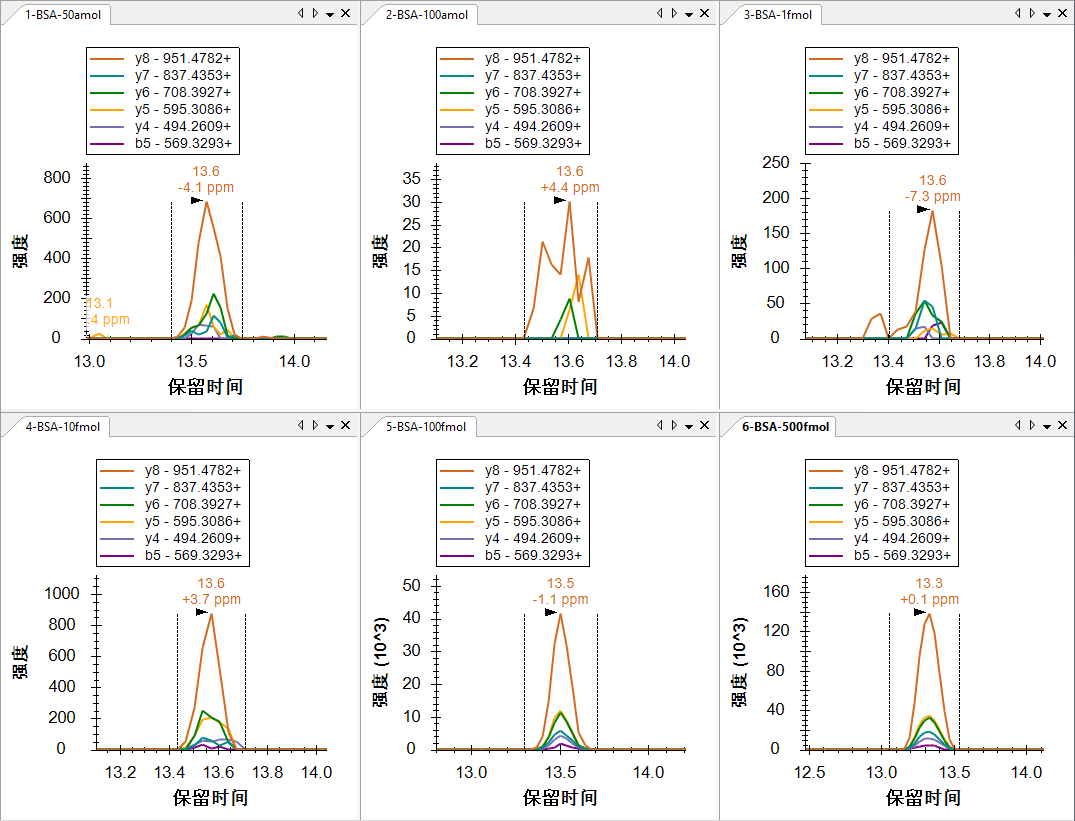 1-BSA-50amol
y8 - 951.4782+
y7 - 837.4353+
y6 - 708.3927+
y5 - 595.3086+
y4 - 494.2609+
b5 - 569.3293+
13.6
-4.1 ppm
13.1
-4 ppm
800
600
400
200
0
强度
13.0
13.5
14.0
保留时间
2-BSA-100amol
y8 - 951.4782+
y7 - 837.4353+
y6 - 708.3927+
y5 - 595.3086+
y4 - 494.2609+
b5 - 569.3293+
13.6
+4.4 ppm
35
30
25
20
15
10
5
0
强度
13.2
13.4
13.6
13.8
14.0
保留时间
3-BSA-1fmol
y8 - 951.4782+
y7 - 837.4353+
y6 - 708.3927+
y5 - 595.3086+
y4 - 494.2609+
b5 - 569.3293+
13.6
-7.3 ppm
250
200
150
100
50
0
强度
13.2
13.4
13.6
13.8
14.0
保留时间
4-BSA-10fmol
y8 - 951.4782+
y7 - 837.4353+
y6 - 708.3927+
y5 - 595.3086+
y4 - 494.2609+
b5 - 569.3293+
13.6
+3.7 ppm
1000
800
600
400
200
0
强度
13.2
13.4
13.6
13.8
14.0
保留时间
5-BSA-100fmol
y8 - 951.4782+
y7 - 837.4353+
y6 - 708.3927+
y5 - 595.3086+
y4 - 494.2609+
b5 - 569.3293+
13.5
-1.1 ppm
50
40
30
20
10
0
强度 (10^3)
13.0
13.5
14.0
保留时间
6-BSA-500fmol
y8 - 951.4782+
y7 - 837.4353+
y6 - 708.3927+
y5 - 595.3086+
y4 - 494.2609+
b5 - 569.3293+
13.3
+0.1 ppm
160
120
80
40
0
强度 (10^3)
12.5
13.0
13.5
14.0
保留时间